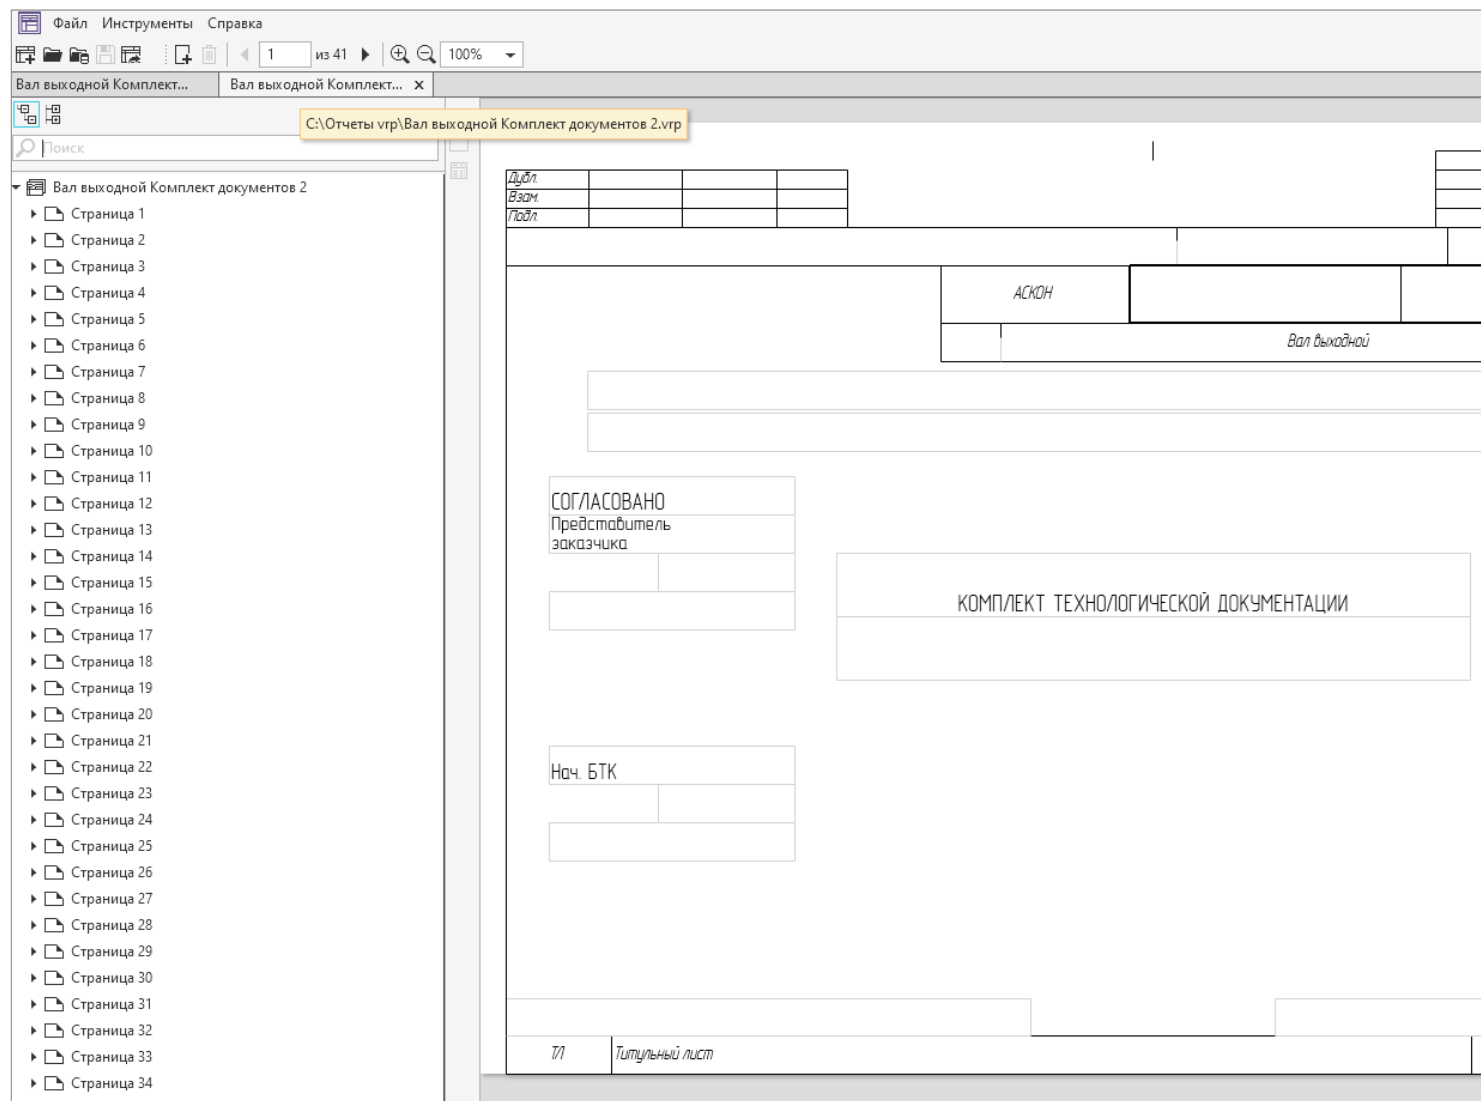 Файл Инструменты Справка
1 из 41 100%
Вал выходной Комплект... Вал выходной Комплект... x
C:\Отчеты vrp\Вал выходной Комплект документов 2.vrp
Поиск
Вал выходной Комплект документов 2
Страница 1
Страница 2
Страница 3
Страница 4
Страница 5
Страница 6
Страница 7
Страница 8
Страница 9
Страница 10
Страница 11
Страница 12
Страница 13
Страница 14
Страница 15
Страница 16
Страница 17
Страница 18
Страница 19
Страница 20
Страница 21
Страница 22
Страница 23
Страница 24
Страница 25
Страница 26
Страница 27
Страница 28
Страница 29
Страница 30
Страница 31
Страница 32
Страница 33
Страница 34
Дубл.
Взам.
Подл.
АСКОН
Вал выходной
СОГЛАСОВАНО
Представитель
заказчика
КОМПЛЕКТ ТЕХНОЛОГИЧЕСКОЙ ДОКУМЕНТАЦИИ
Нач. БТК
ТЛ Титульный лист